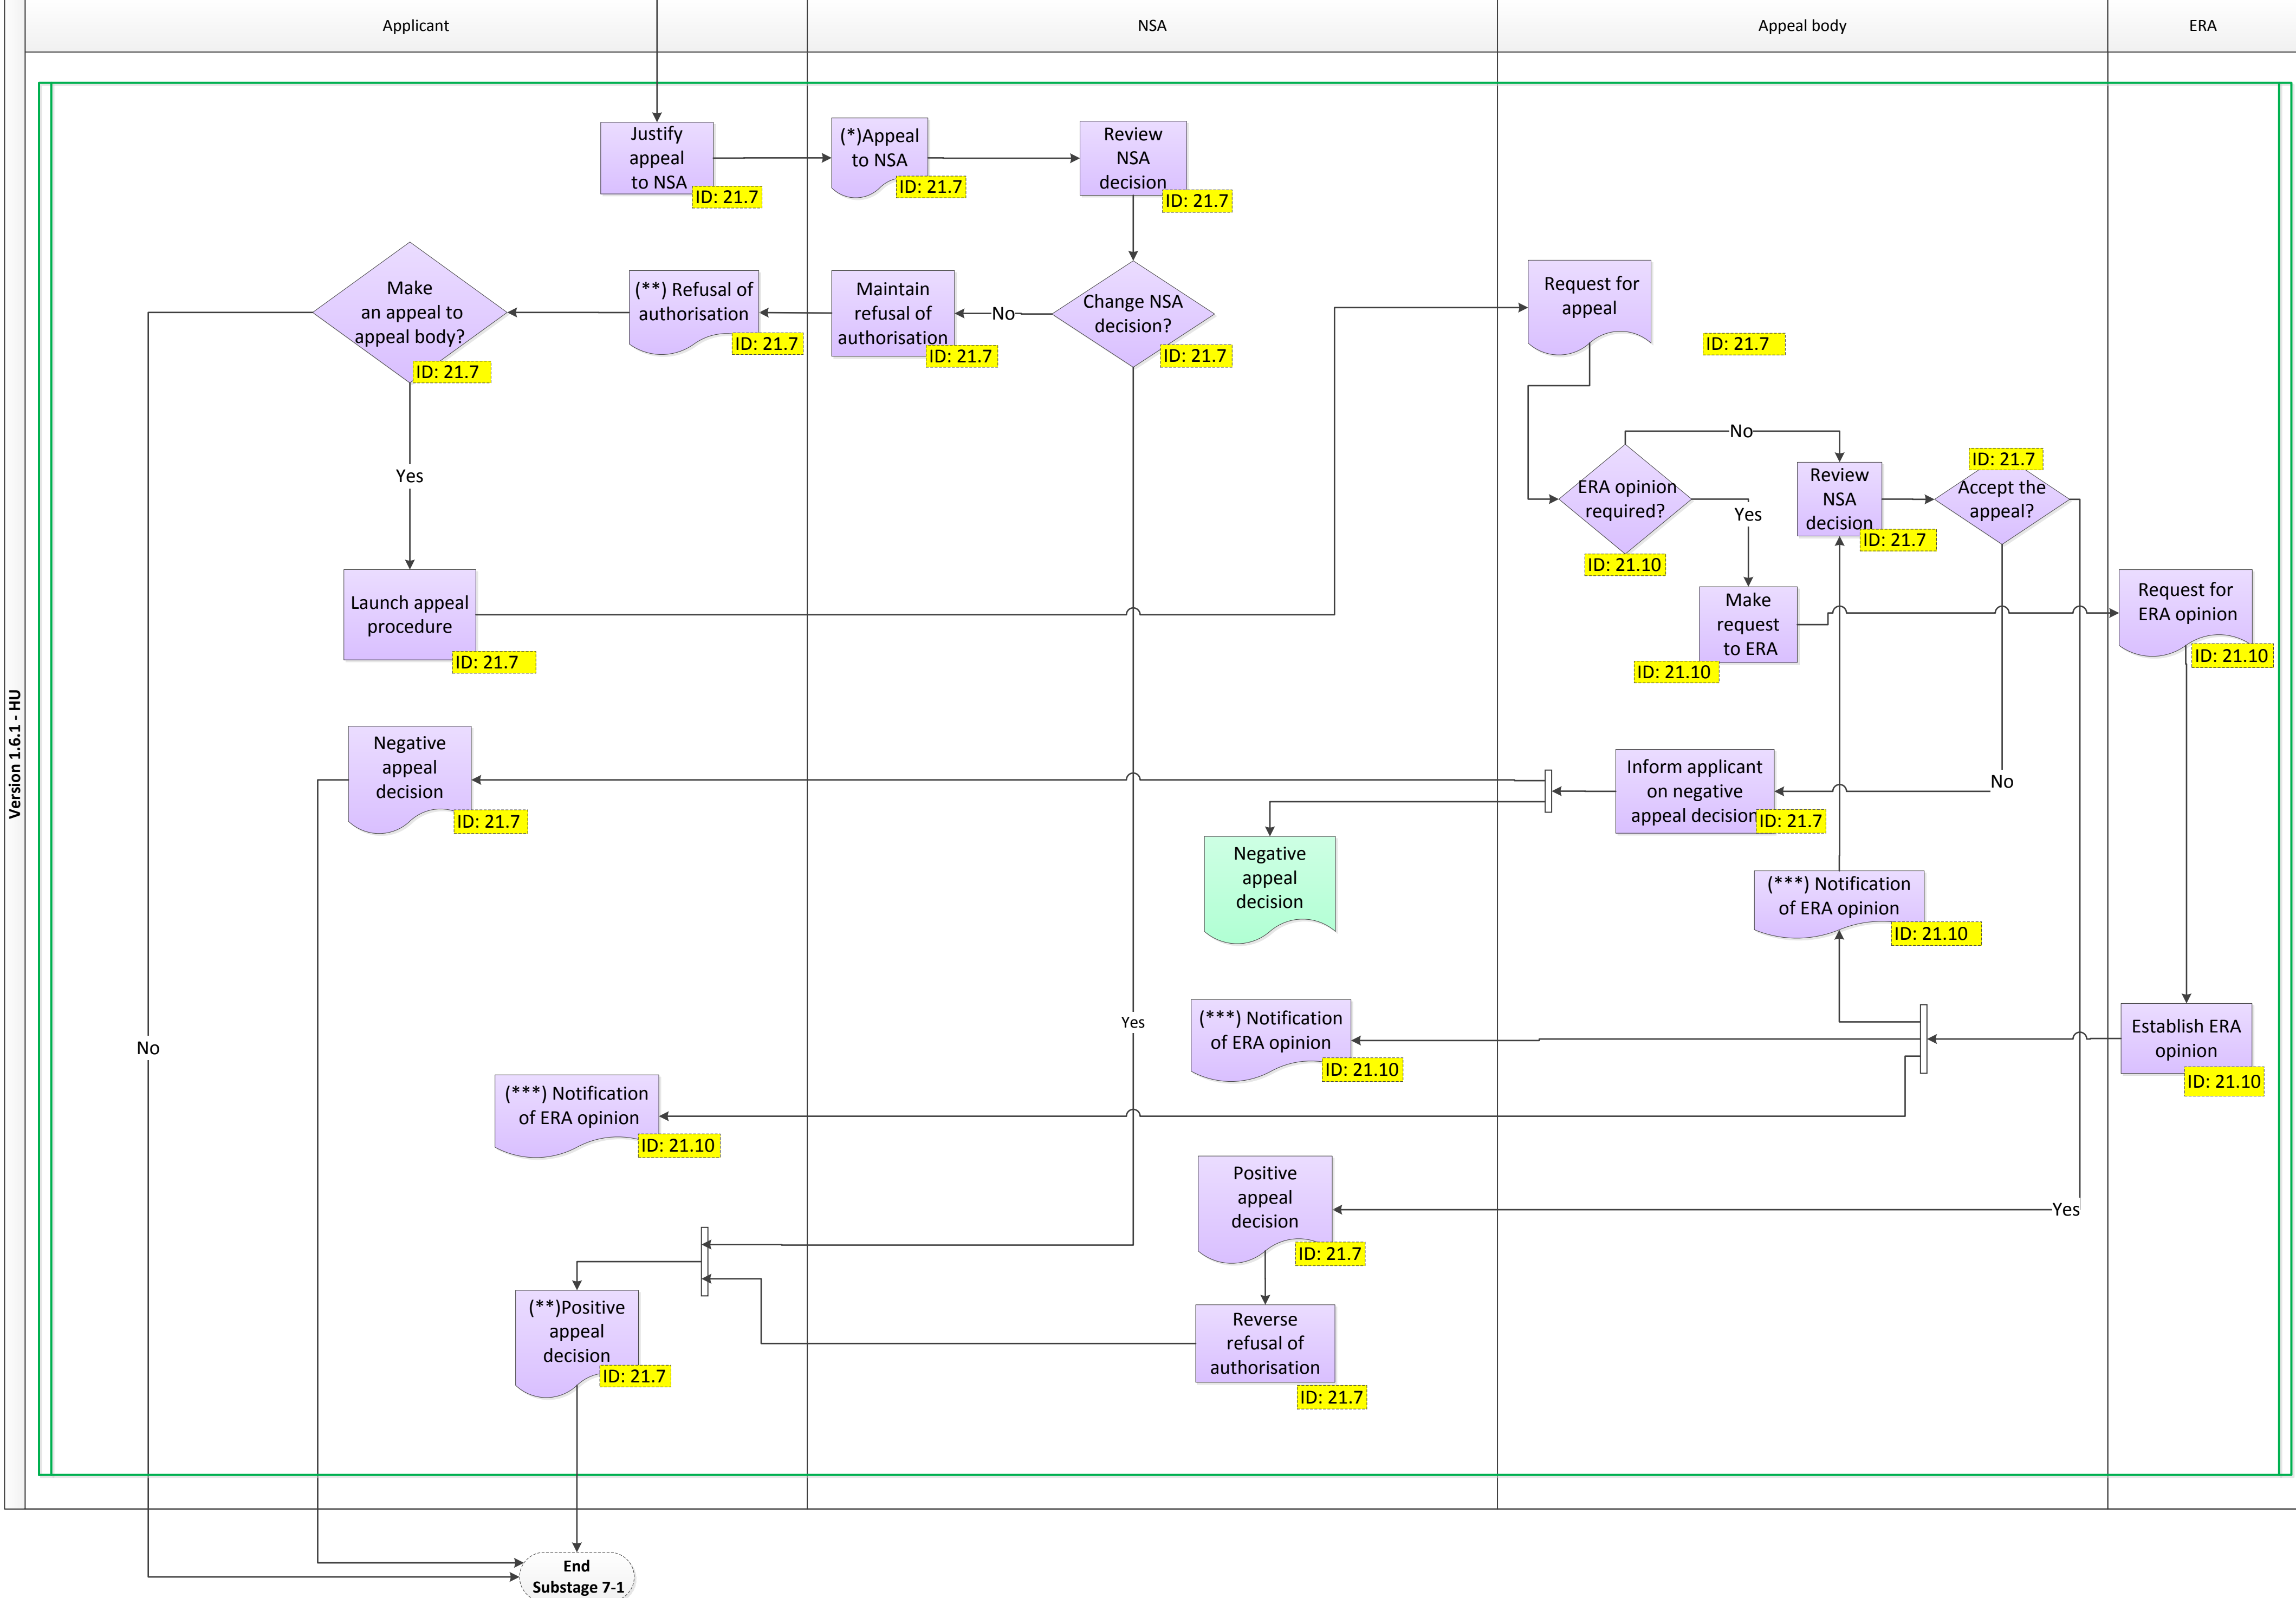 Applicant
NSA
Appeal body
ERA
Version 1.6.1 - HU
Justify
appeal
to NSA
ID: 21.7
(*)Appeal
to NSA
ID: 21.7
Review
NSA
decision
ID: 21.7
Make
an appeal to
appeal body?
ID: 21.7
(**) Refusal of
authorisation
ID: 21.7
Maintain
refusal of
authorisation
ID: 21.7
No
Change NSA
decision?
ID: 21.7
Request for
appeal
ID: 21.7
No
Yes
ERA opinion
required?
ID: 21.10
Yes
Review
NSA
decision
ID: 21.7
ID: 21.7
Accept the
appeal?
Launch appeal
procedure
ID: 21.7
Make
request
to ERA
ID: 21.10
Request for
ERA opinion
ID: 21.10
Negative
appeal
decision
ID: 21.7
Inform applicant
on negative
appeal decision
ID: 21.7
No
Negative
appeal
decision
(***) Notification
of ERA opinion
ID: 21.10
No
Yes
(***) Notification
of ERA opinion
ID: 21.10
Establish ERA
opinion
ID: 21.10
(***) Notification
of ERA opinion
ID: 21.10
Positive
appeal
decision
ID: 21.7
Yes
(**)Positive
appeal
decision
ID: 21.7
Reverse
refusal of
authorisation
ID: 21.7
End
Substage 7-1